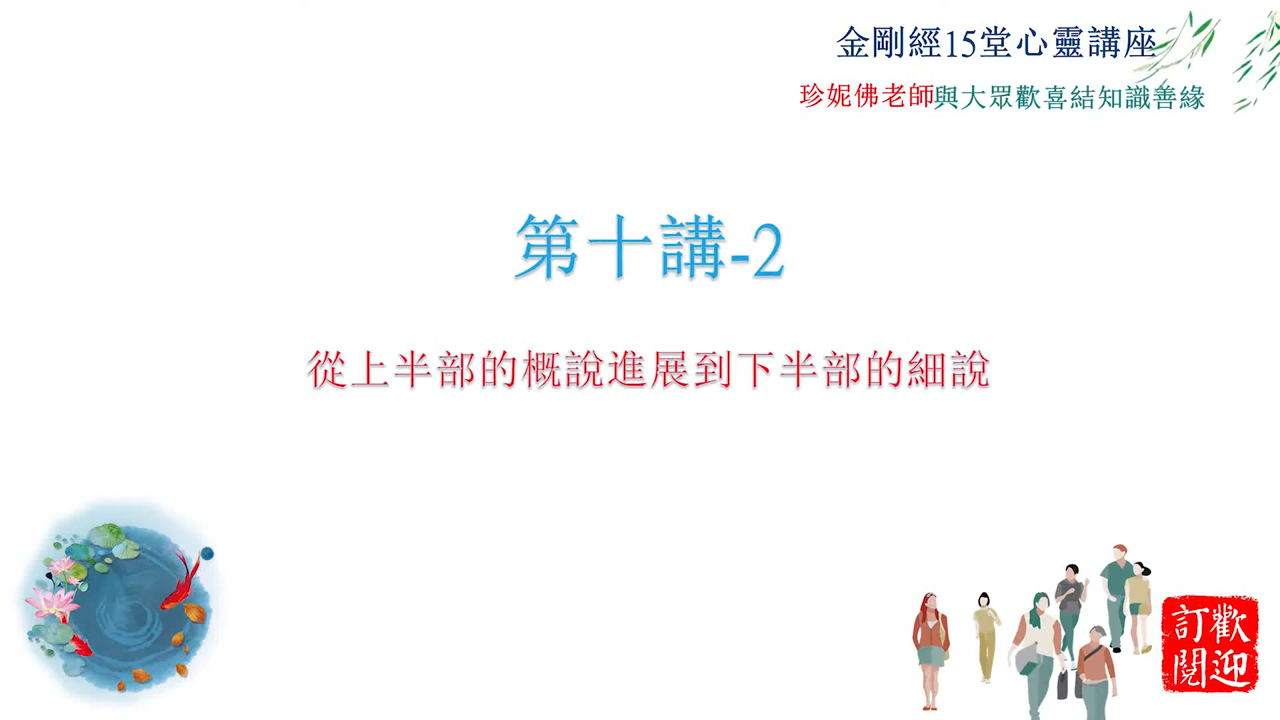 金剛經15堂心靈講座
珍妮佛老師與大眾歡喜結知識善緣
第十講-2
從上半部的概說進展到下半部的細說
歡迎
訂閱